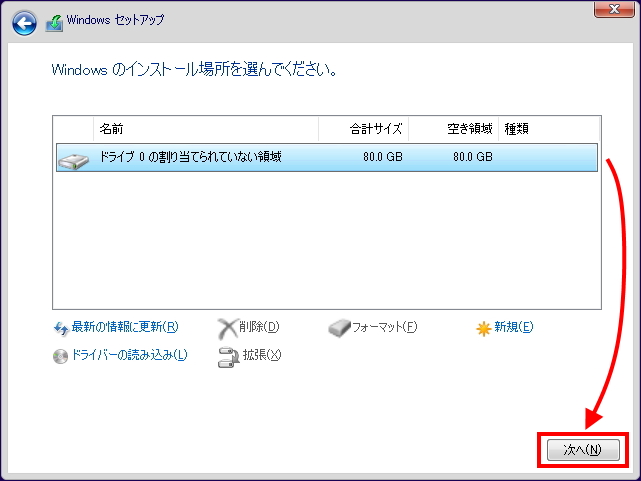 Windows セットアップ
Windows のインストール場所を選んでください。
名前 合計サイズ 空き領域 種類
ドライブ 0 の割り当てられていない領域 80.0 GB 80.0 GB
最新の情報に更新(R) 削除(D) フォーマット(F) 新規(E)
ドライバーの読み込み(L) 拡張(X)
次へ(N)